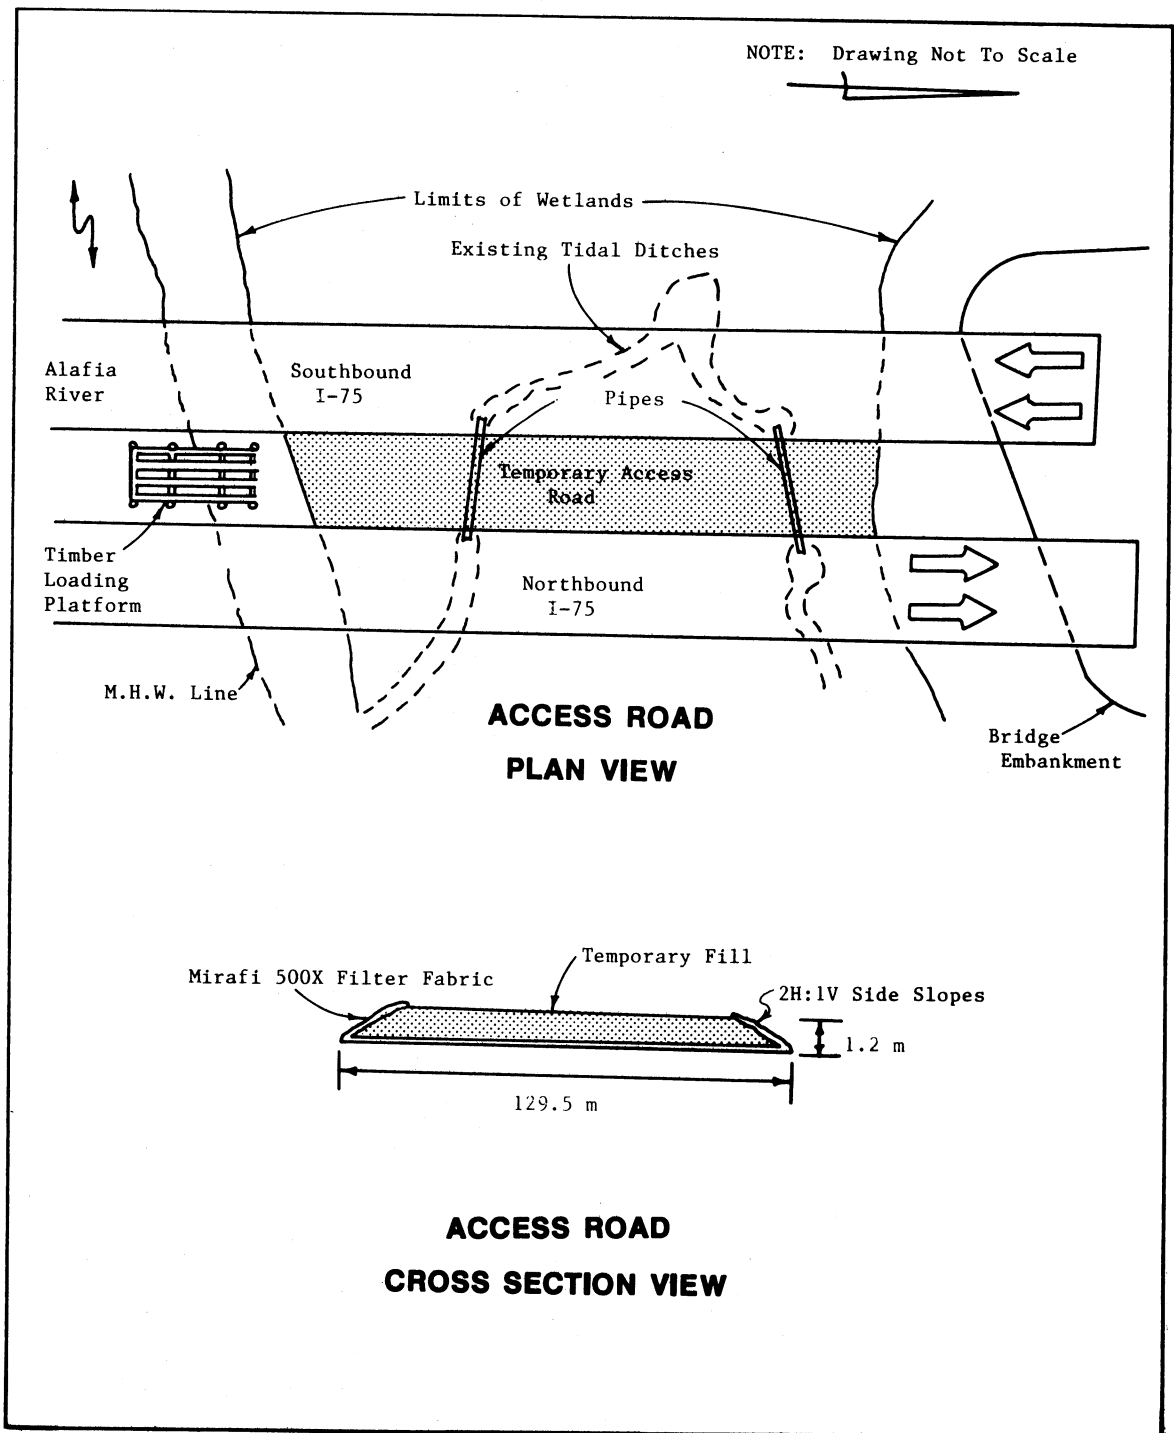 NOTE: Drawing Not To Scale
Limits of Wetlands
Existing Tidal Ditches
Alafia
River
Southbound
I-75
Pipes
Temporary Access
Road
Timber
Loading
Platform
Northbound
I-75
M.H.W. Line
ACCESS ROAD
PLAN VIEW
Bridge
Embankment
Temporary Fill
Mirafi 500X Filter Fabric
2H:1V Side Slopes
1.2 m
129.5 m
ACCESS ROAD
CROSS SECTION VIEW